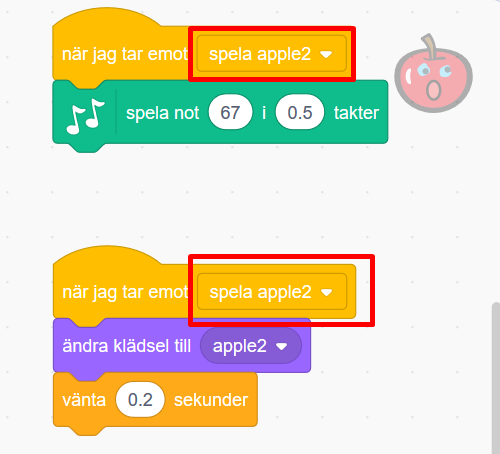 när jag tar emot spela apple2
spela not 67 i 0.5 takter
när jag tar emot spela apple2
ändra klädsel till apple2
vänta 0.2 sekunder